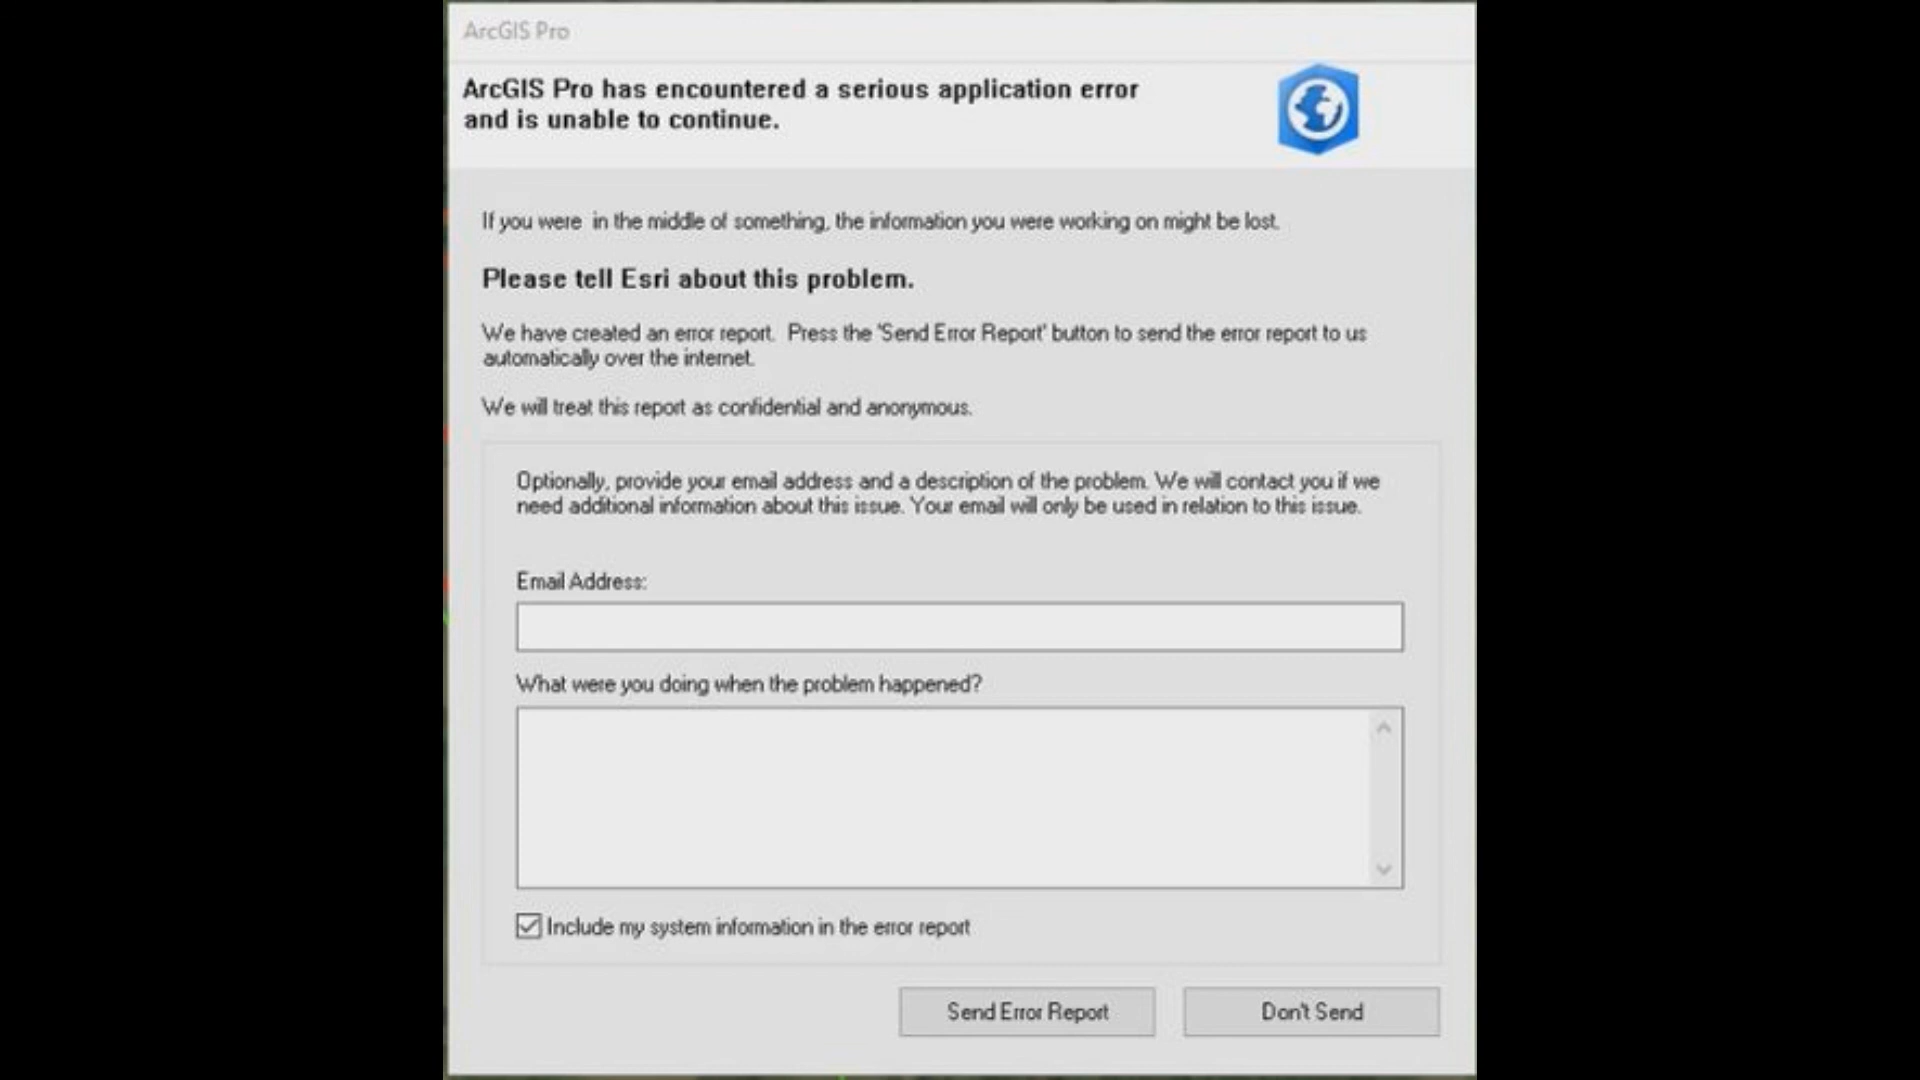 ArcGIS Pro
ArcGIS Pro has encountered a serious application error
and is unable to continue.
If you were  in the middle of something, the information you were working on might be lost.
Please tell Esri about this problem.
We have created an error report.  Press the 'Send Error Report' button to send the error report to us
automatically over the internet.
We will treat this report as confidential and anonymous.
Optionally, provide your email address and a description of the problem. We will contact you if we
need additional information about this issue. Your email will only be used in relation to this issue.
Email Address:
What were you doing when the problem happened?
Include my system information in the error report
Send Error Report
Don't Send